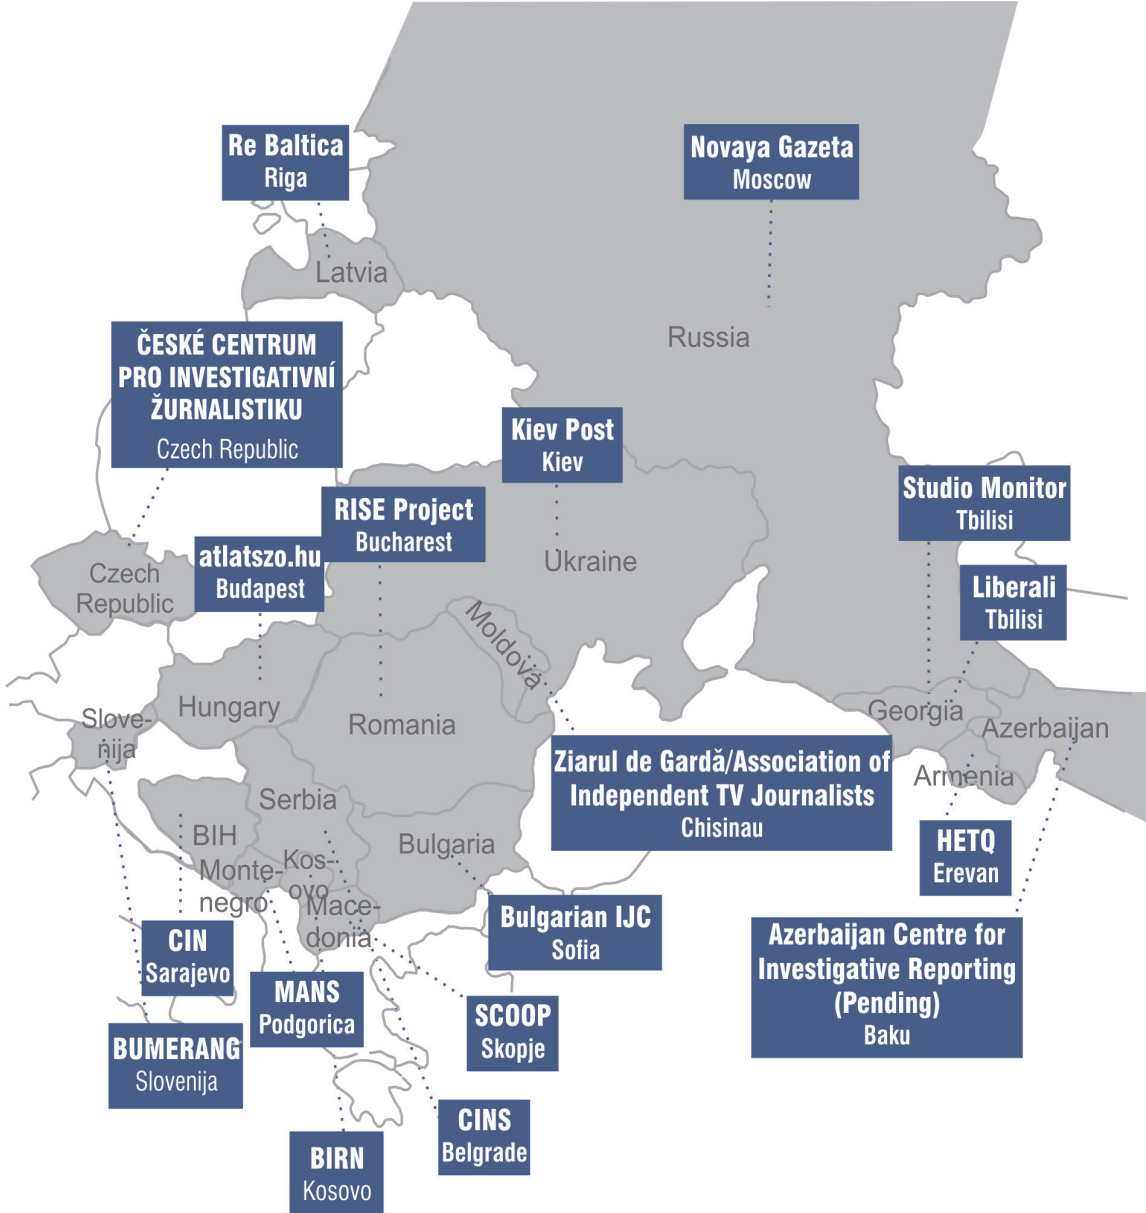 Re Baltica
Riga
Novaya Gazeta
Moscow
Latvia
Russia
ČESKÉ CENTRUM
PRO INVESTIGATIVNÍ
ŽURNALISTIKU
Czech Republic
Kiev Post
Kiev
Studio Monitor
Tbilisi
RISE Project
Bucharest
atlatszo.hu
Budapest
Ukraine
Czech
Republic
Liberali
Tbilisi
Moldova
Hungary
Slove-
nija
Romania
Georgia
Azerbaijan
Armenia
Ziarul de Gardă/Association of
Independent TV Journalists
Chisinau
Serbia
BIH
Bulgaria
Kos-
ovo
Monte-
negro
Mace-
donia
HETQ
Erevan
Bulgarian IJC
Sofia
CIN
Sarajevo
Azerbaijan Centre for
Investigative Reporting
(Pending)
Baku
MANS
Podgorica
SCOOP
Skopje
BUMERANG
Slovenija
CINS
Belgrade
BIRN
Kosovo